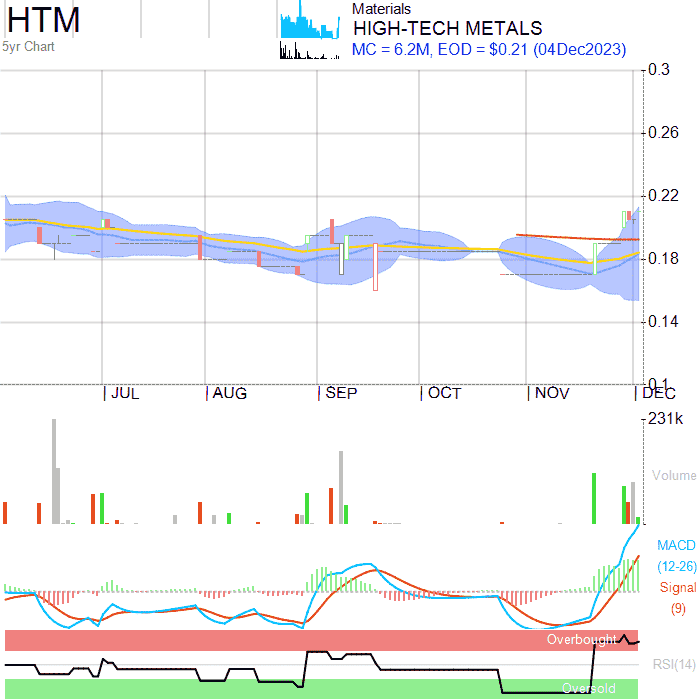 HTM
5yr Chart
Materials
HIGH-TECH METALS
MC = 6.2M, EOD = $0.21 (04Dec2023)
0.3
0.26
0.22
0.18
0.14
0.1
JUL AUG SEP OCT NOV DEC
231k
Volume
MACD
(12-26)
Signal
(9)
Overbought
RSI(14)
Oversold